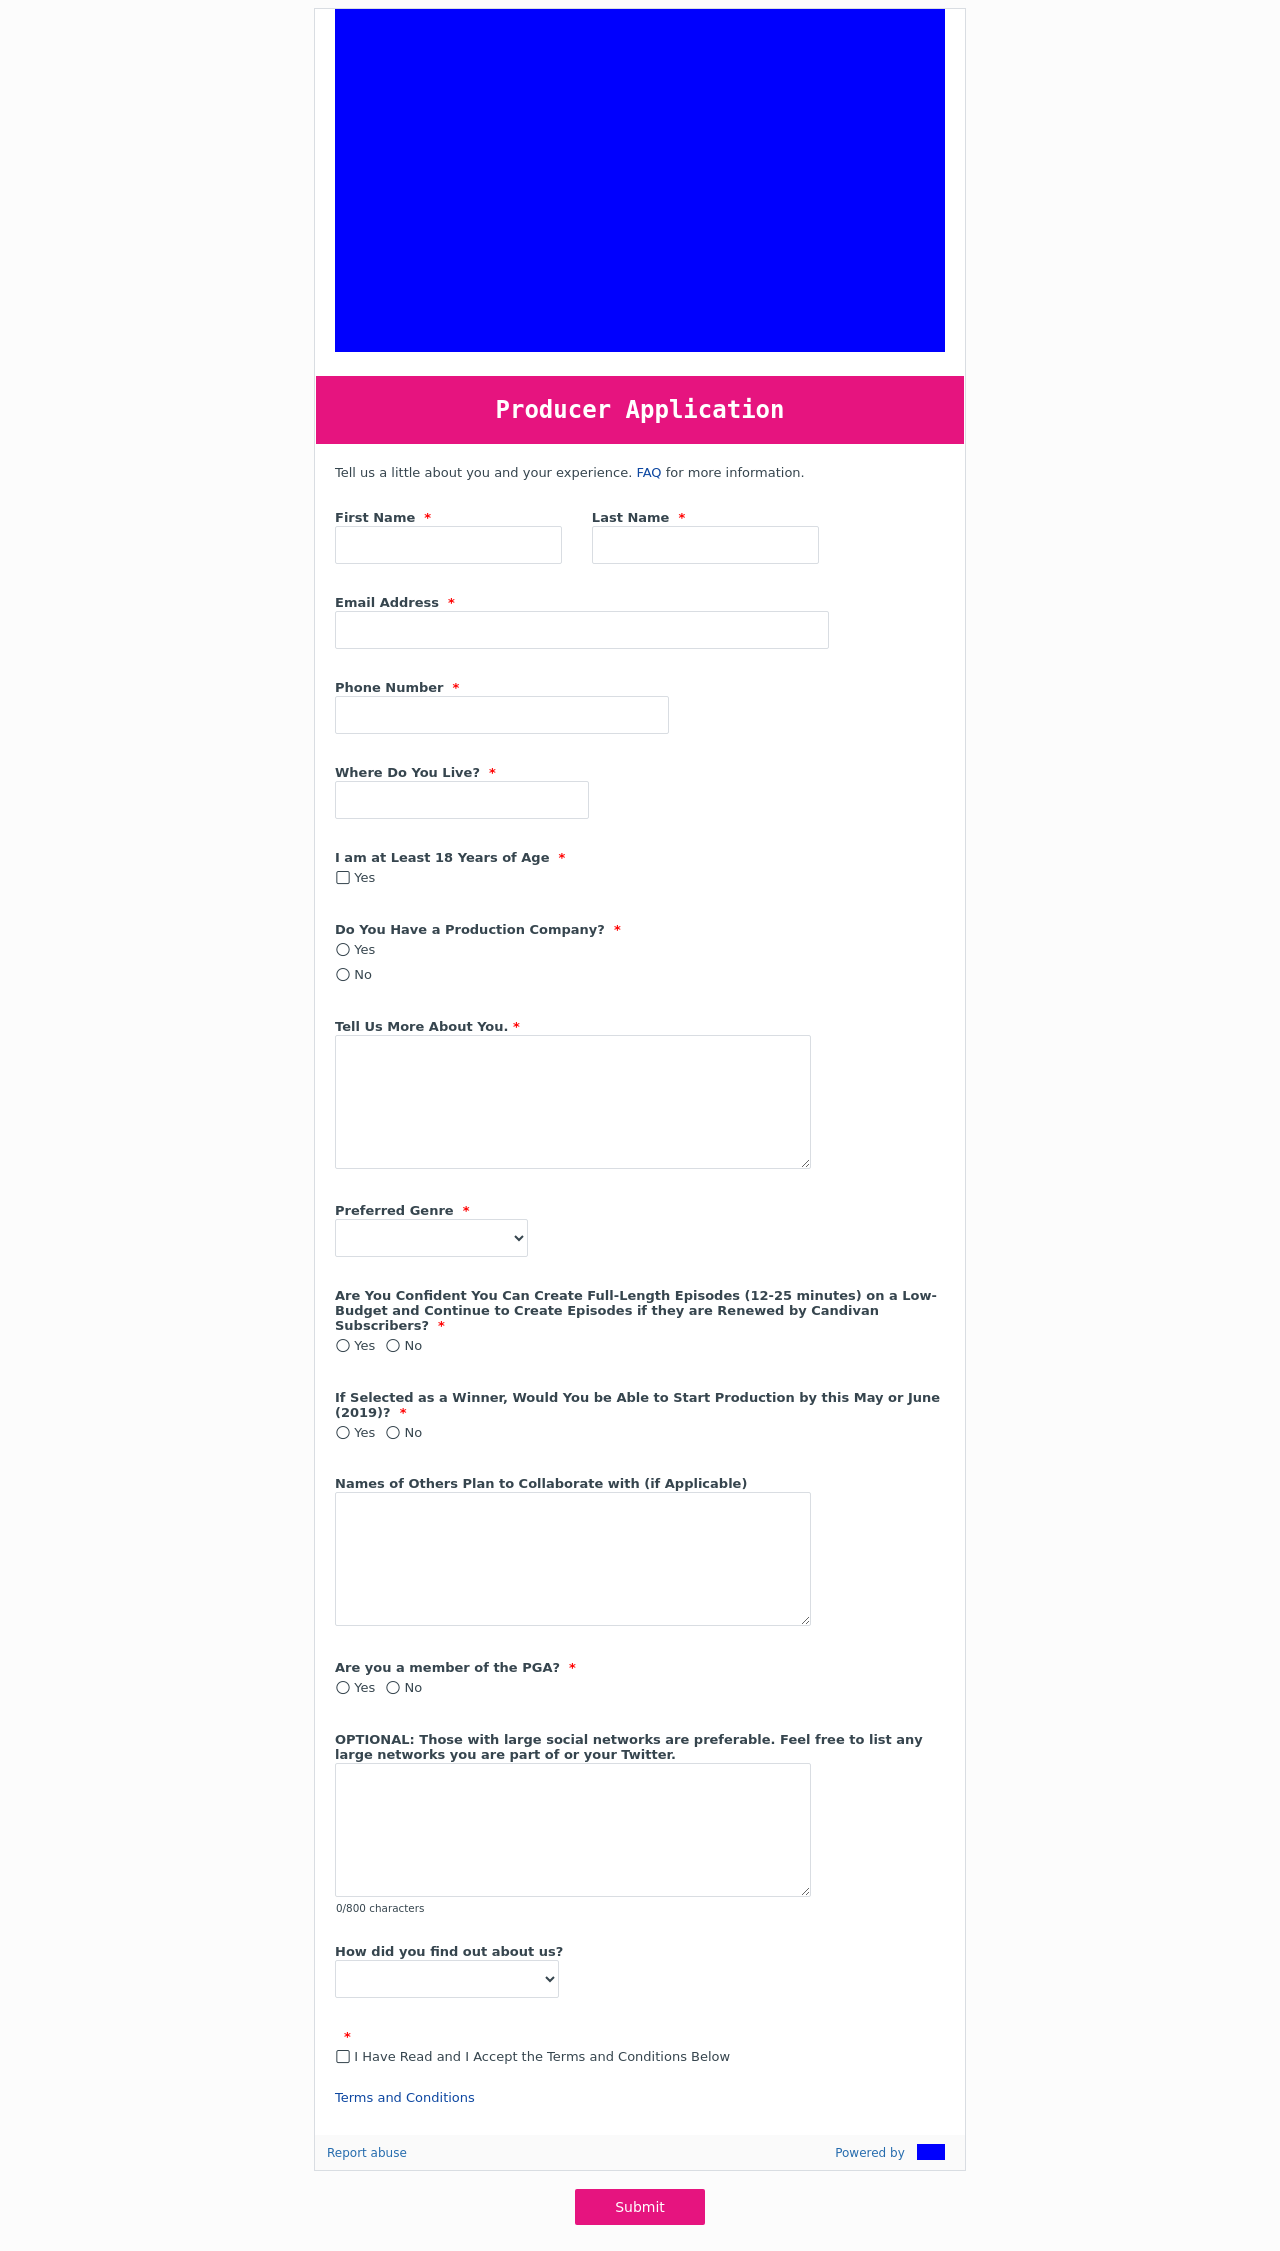 Producer Application
Tell us a little about you and your experience. FAQ for more information.
First Name *
Last Name *
Email Address *
Phone Number *
Where Do You Live? *
I am at Least 18 Years of Age *
Yes
Do You Have a Production Company? *
Yes
No
Tell Us More About You. *
Preferred Genre *
Are You Confident You Can Create Full-Length Episodes (12-25 minutes) on a Low-
Budget and Continue to Create Episodes if they are Renewed by Candivan
Subscribers? *
Yes No
If Selected as a Winner, Would You be Able to Start Production by this May or June
(2019)? *
Yes No
Names of Others Plan to Collaborate with (if Applicable)
Are you a member of the PGA? *
Yes No
OPTIONAL: Those with large social networks are preferable. Feel free to list any
large networks you are part of or your Twitter.
0/800 characters
How did you find out about us?
*
I Have Read and I Accept the Terms and Conditions Below
Terms and Conditions
Report abuse
Powered by
Submit